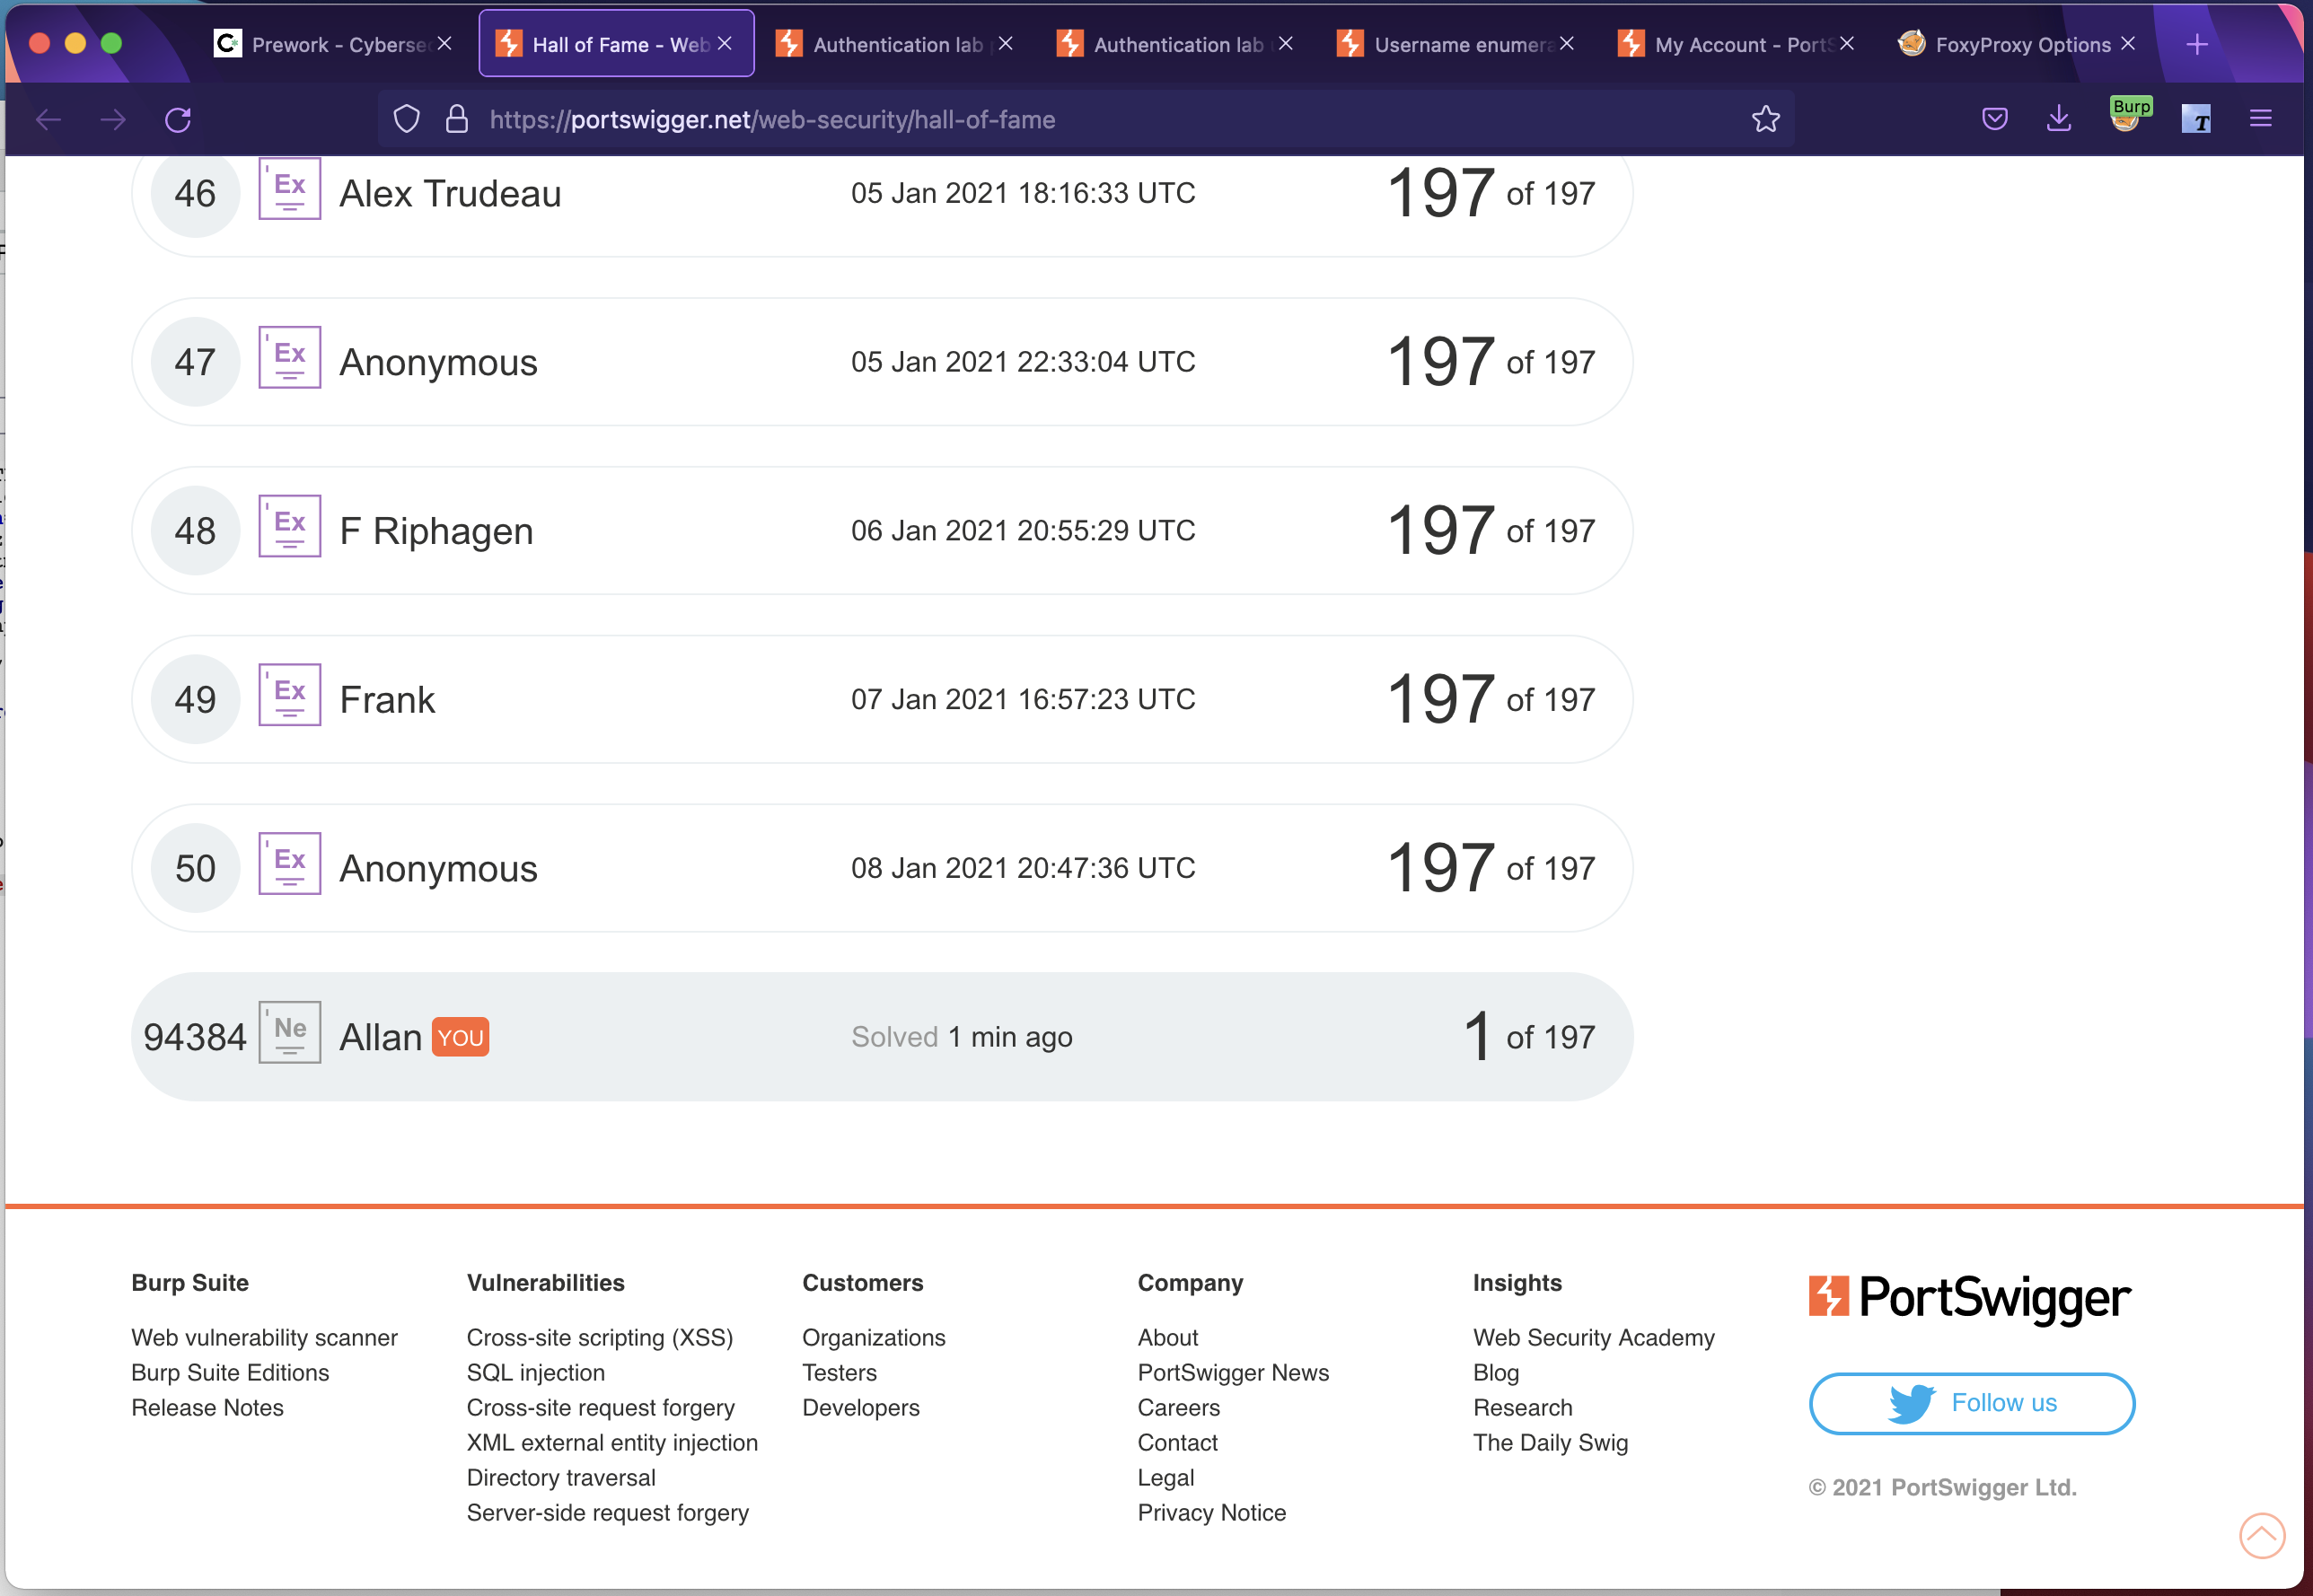 Prework - Cyberse
Hall of Fame - Web
Authentication lab
Authentication lab
Username enumera
My Account - PortS
FoxyProxy Options
https://portswigger.net/web-security/hall-of-fame
Burp
46 Ex Alex Trudeau 05 Jan 2021 18:16:33 UTC 197 of 197
47 Ex Anonymous 05 Jan 2021 22:33:04 UTC 197 of 197
48 Ex F Riphagen 06 Jan 2021 20:55:29 UTC 197 of 197
49 Ex Frank 07 Jan 2021 16:57:23 UTC 197 of 197
50 Ex Anonymous 08 Jan 2021 20:47:36 UTC 197 of 197
94384 Ne Allan YOU Solved 1 min ago 1 of 197
Burp Suite
Web vulnerability scanner
Burp Suite Editions
Release Notes
Vulnerabilities
Cross-site scripting (XSS)
SQL injection
Cross-site request forgery
XML external entity injection
Directory traversal
Server-side request forgery
Customers
Organizations
Testers
Developers
Company
About
PortSwigger News
Careers
Contact
Legal
Privacy Notice
Insights
Web Security Academy
Blog
Research
The Daily Swig
PortSwigger
Follow us
© 2021 PortSwigger Ltd.